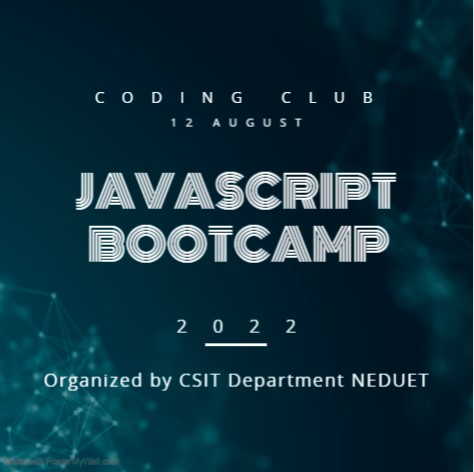 CODING CLUB
12 AUGUST
JAVASCRIPT
BOOTCAMP
2022
Organized by CSIT Department NEDUET